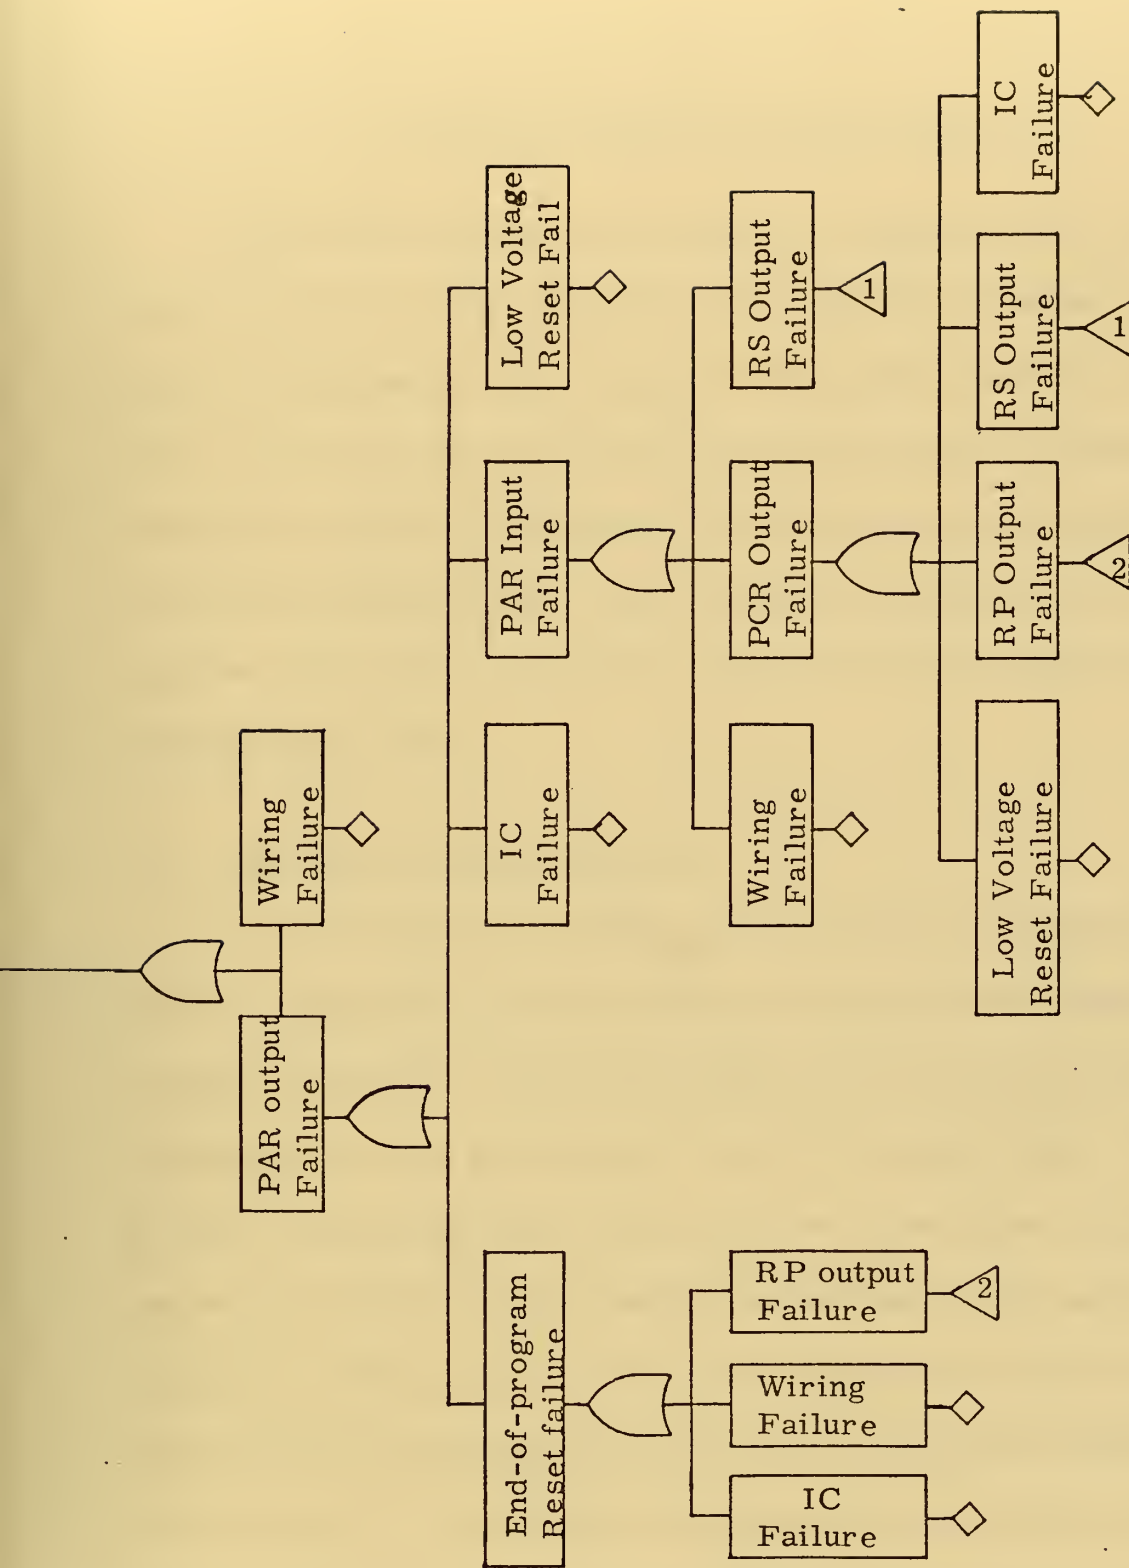 PAR output
Failure
Wiring
Failure
End-of-program
Reset failure
IC
Failure
PAR Input
Failure
Low Voltage
Reset Fail
IC
Failure
Wiring
Failure
RP output
Failure
2
Wiring
Failure
PCR Output
Failure
RS Output
Failure
1
Low Voltage
Reset Failure
RP Output
Failure
2
RS Output
Failure
1
IC
Failure